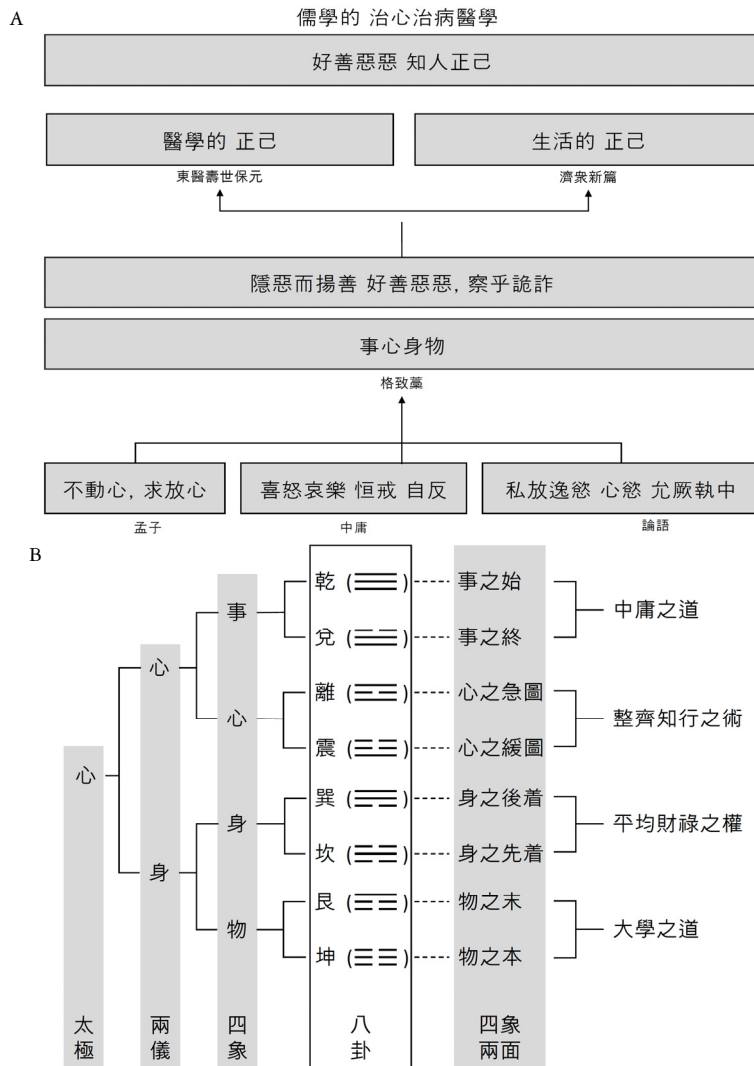 A
儒學的 治心治病醫學
好善惡惡 知人正己
醫學的 正己
生活的 正己
東醫壽世保元
濟衆新篇
隱惡而揚善 好善惡惡, 察乎詭詐
事心身物
格致藁
不動心, 求放心
喜怒哀樂 恒戒 自反
私放逸慾 心慾 允厥執中
孟子
中庸
論語
B
心
太極
心
身
兩儀
事
心
身
物
四象
乾 (☰)
兌 (☱)
離 (☲)
震 (☳)
巽 (☴)
坎 (☵)
艮 (☶)
坤 (☷)
八卦
事之始
事之終
心之急圖
心之緩圖
身之後着
身之先着
物之末
物之本
四象
兩面
中庸之道
整齊知行之術
平均財祿之權
大學之道